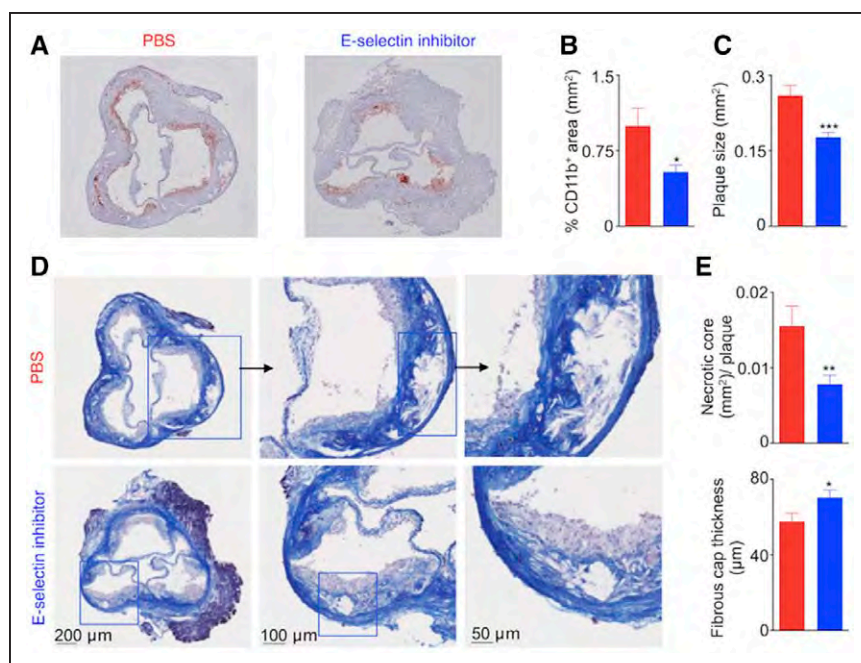 A
PBS
E-selectin inhibitor
B
% CD11b⁺ area (mm²)
1.5
0.75
0
*
C
Plaque size (mm²)
0.3
0.15
0
***
D
PBS
E-selectin inhibitor
200 µm
100 µm
50 µm
E
Necrotic core
(mm²)/ plaque
0.02
0.01
0
**
Fibrous cap thickness
(µm)
80
40
0
*